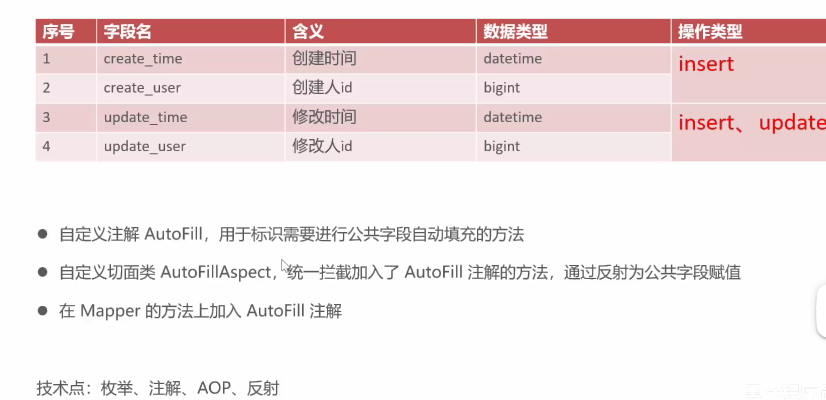 序号 字段名 含义 数据类型 操作类型
1 create_time 创建时间 datetime insert
2 create_user 创建人id bigint
3 update_time 修改时间 datetime insert、update
4 update_user 修改人id bigint
● 自定义注解 AutoFill，用于标识需要进行公共字段自动填充的方法
● 自定义切面类 AutoFillAspect，统一拦截加入了 AutoFill 注解的方法，通过反射为公共字段赋值
● 在 Mapper 的方法上加入 AutoFill 注解
技术点：枚举、注解、AOP、反射